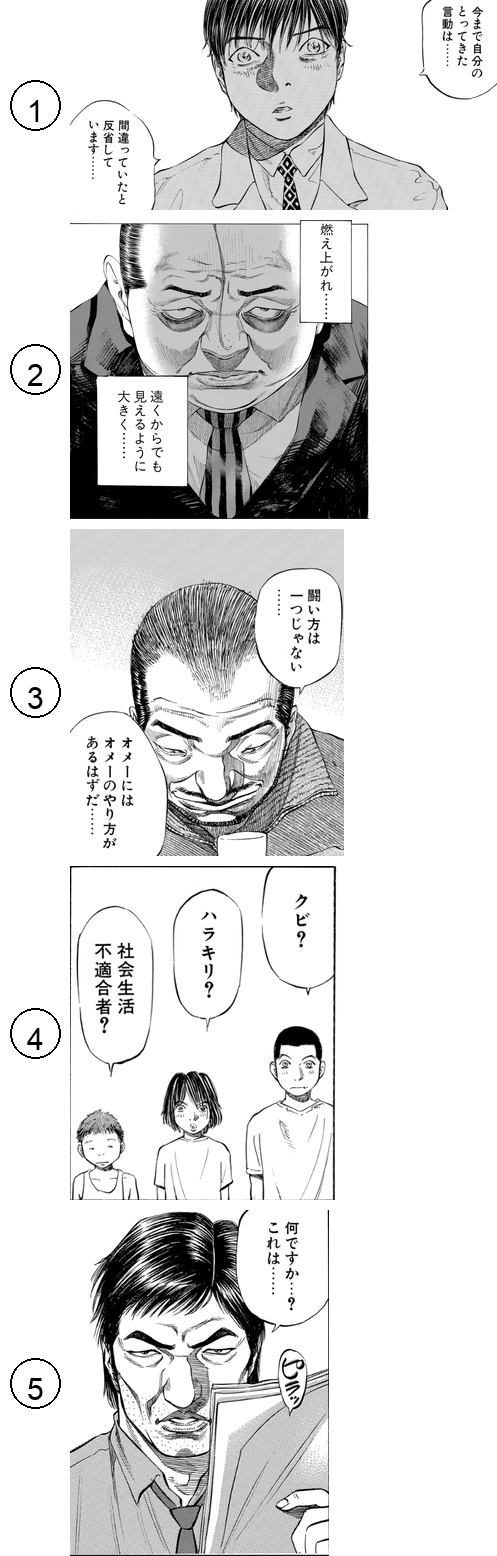 1
今まで自分の
とってきた
言動は……
間違っていたと
反省して
います……
2
燃え上がれ……
遠くからでも
見えるように
大きく……
3
闘い方は
一つじゃない
……
オメーには
オメーのやり方が
あるはずだ……
4
クビ?
ハラキリ?
社会生活
不適合者?
5
何ですか…?
これは……
ペラッ